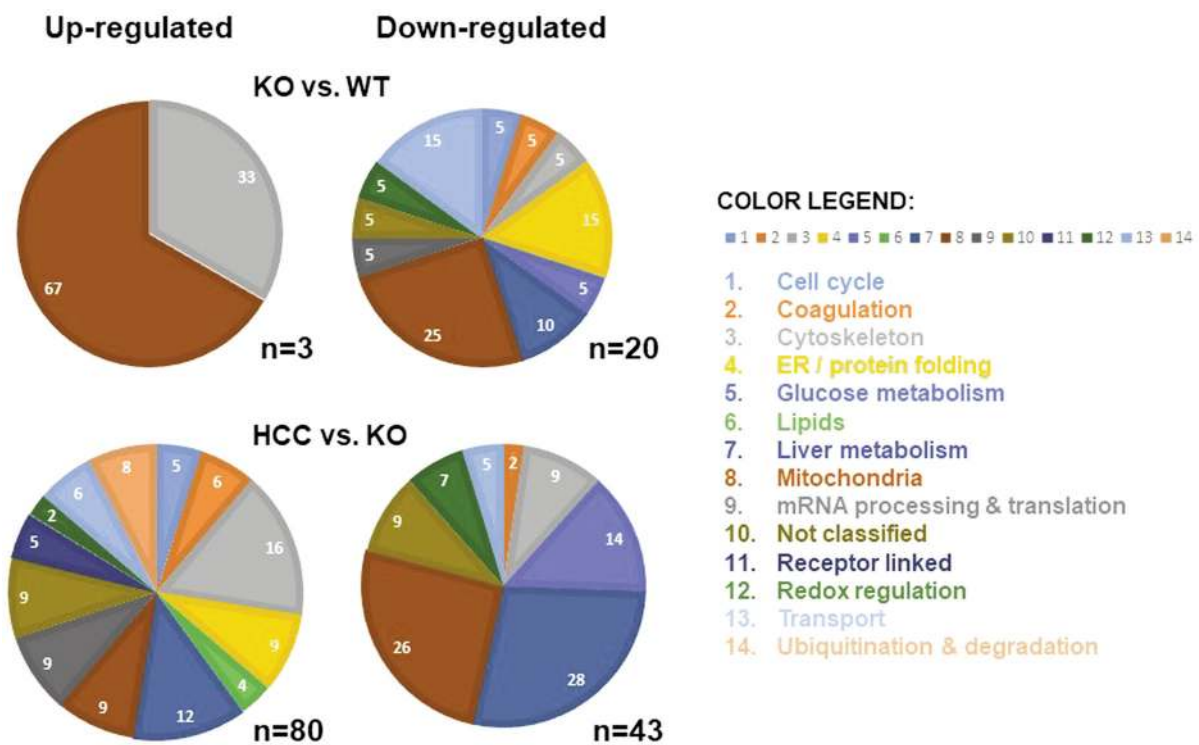 Up-regulated Down-regulated
KO vs. WT
33
67
n=3
15 5 5 5 15 5 10 25 5 5 5
n=20
HCC vs. KO
8 5 6 16 9 4 12 9 9 9 5 2 6
n=80
5 2 9 14 28 26 9 7
n=43
COLOR LEGEND:
1 2 3 4 5 6 7 8 9 10 11 12 13 14
1. Cell cycle
2. Coagulation
3. Cytoskeleton
4. ER / protein folding
5. Glucose metabolism
6. Lipids
7. Liver metabolism
8. Mitochondria
9. mRNA processing & translation
10. Not classified
11. Receptor linked
12. Redox regulation
13. Transport
14. Ubiquitination & degradation